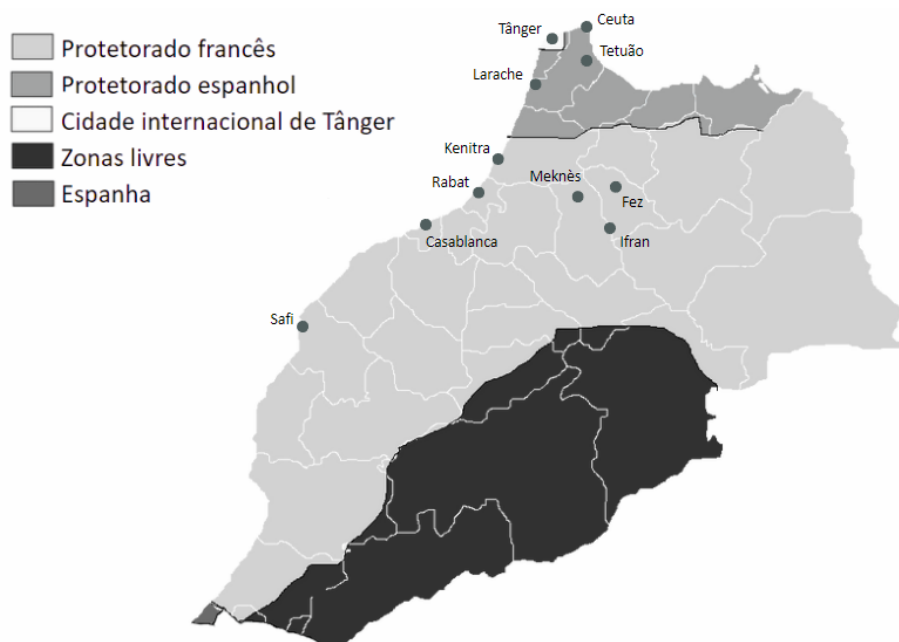 Protetorado francês
Protetorado espanhol
Cidade internacional de Tânger
Zonas livres
Espanha
Tânger
Ceuta
Tetuão
Larache
Kenitra
Rabat
Meknès
Fez
Casablanca
Ifran
Safi